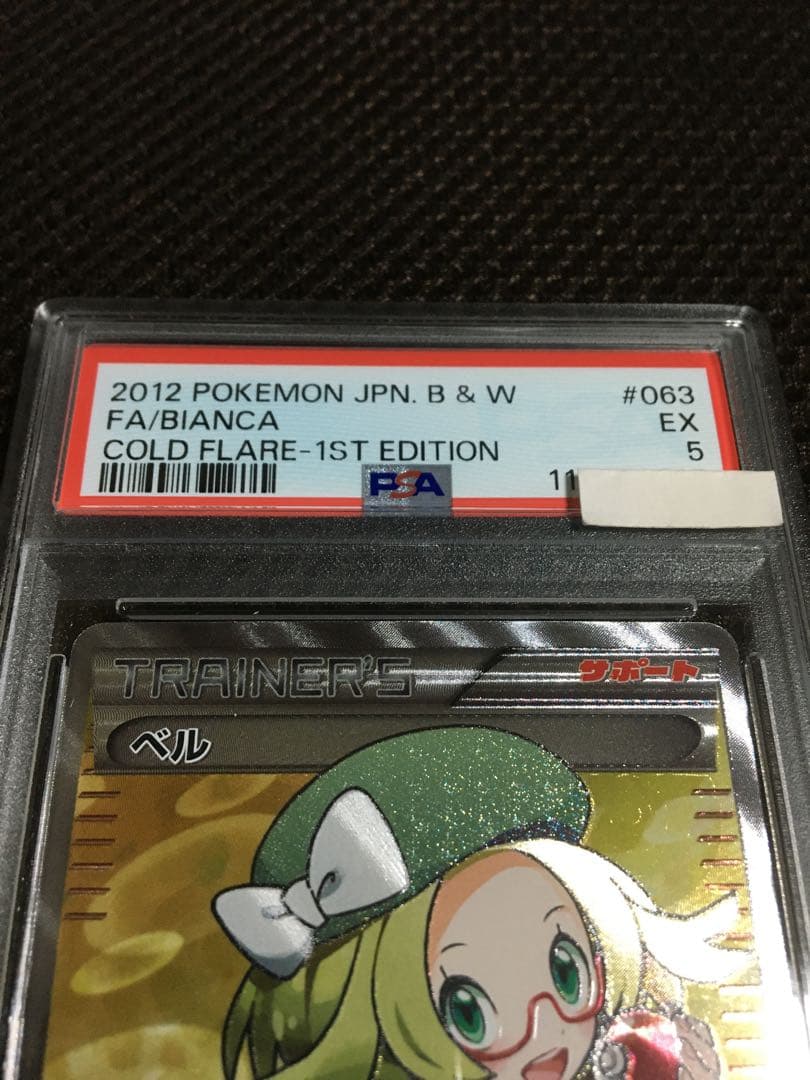 2012 POKEMON JPN. B & W #063
FA/BIANCA EX
COLD FLARE-1ST EDITION 5
PSA 11
TRAINER'S サポート
ベル